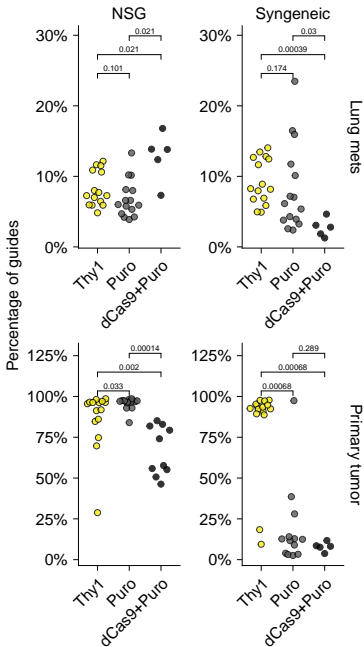 NSG
Syngeneic
0.021
0.021
0.101
0.03
0.00039
0.174
30%
20%
10%
0%
30%
20%
10%
0%
Thy1
Puro
dCas9+Puro
Thy1
Puro
dCas9+Puro
Lung mets
Percentage of guides
0.00014
0.002
0.033
0.289
0.00068
0.00068
125%
100%
75%
50%
25%
0%
125%
100%
75%
50%
25%
0%
Thy1
Puro
dCas9+Puro
Thy1
Puro
dCas9+Puro
Primary tumor